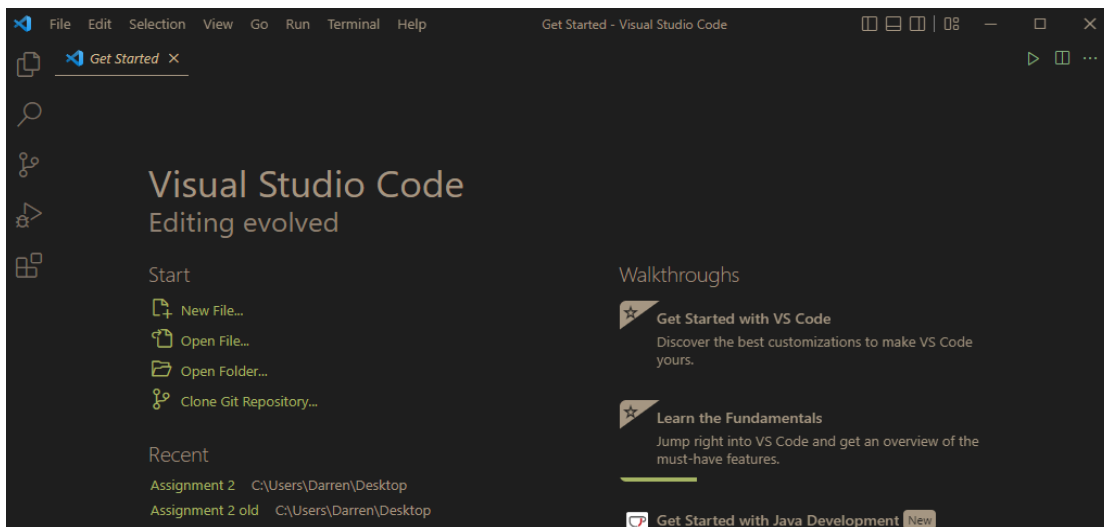 File Edit Selection View Go Run Terminal Help Get Started - Visual Studio Code
Get Started
Visual Studio Code
Editing evolved
Start
New File...
Open File...
Open Folder...
Clone Git Repository...
Recent
Assignment 2 C:\Users\Darren\Desktop
Assignment 2 old C:\Users\Darren\Desktop
Walkthroughs
Get Started with VS Code
Discover the best customizations to make VS Code
yours.
Learn the Fundamentals
Jump right into VS Code and get an overview of the
must-have features.
Get Started with Java Development New